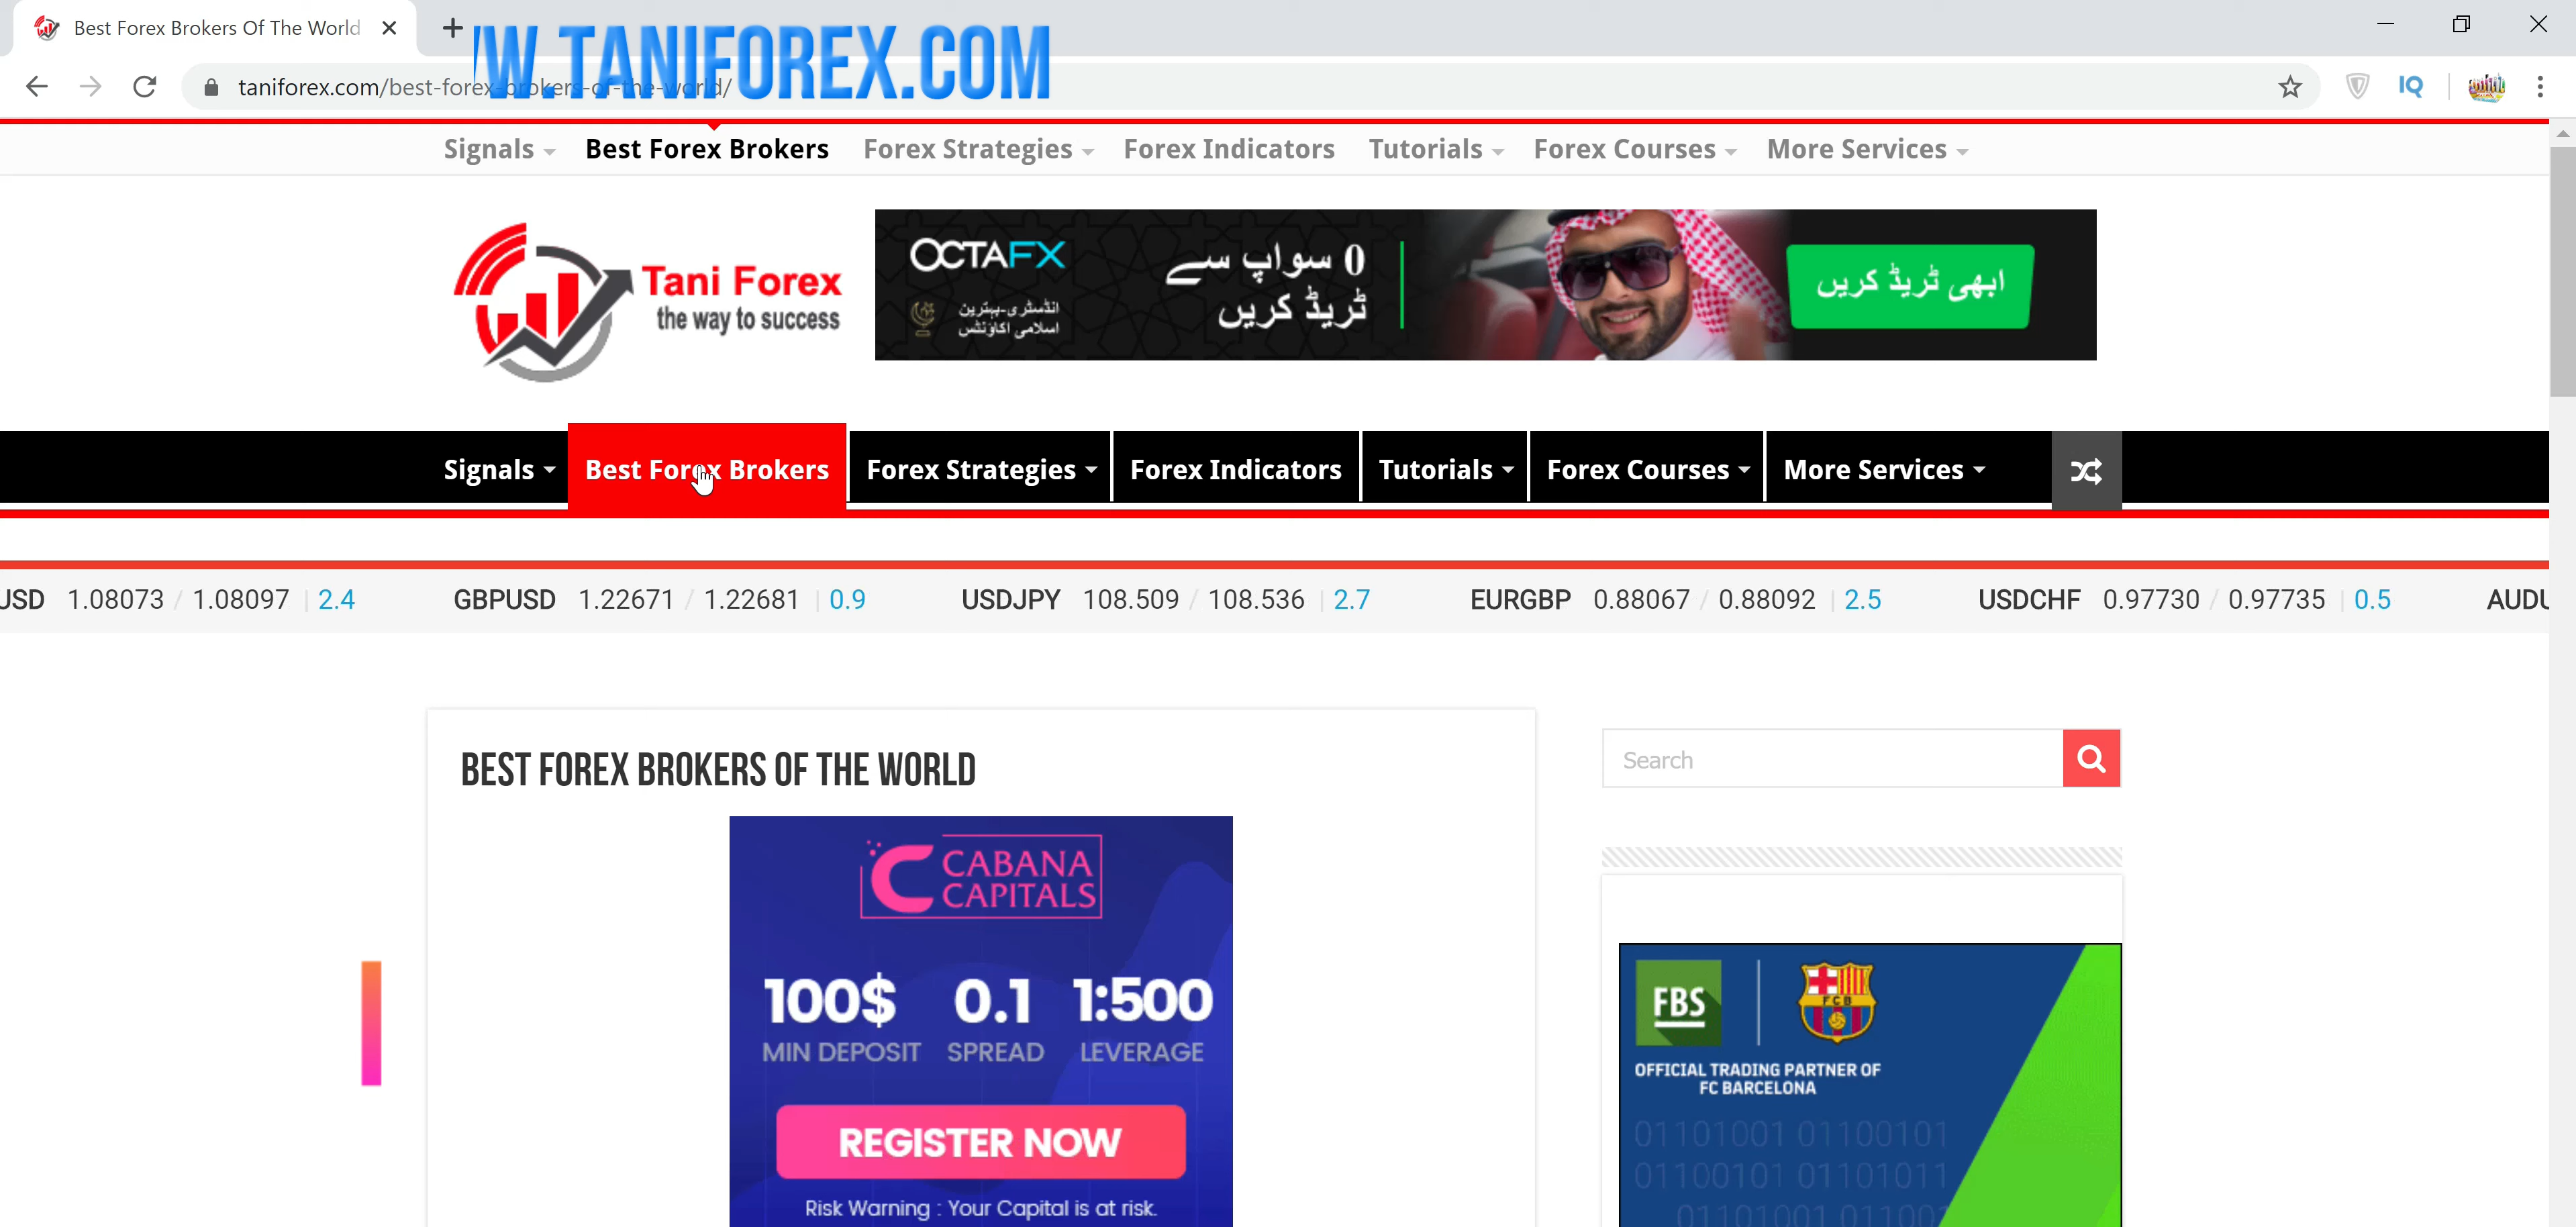 Best Forex Brokers Of The World
W.TANIFOREX.COM
taniforex.com/best-forex-brokers-of-the-world/
IQ
Signals Best Forex Brokers Forex Strategies Forex Indicators Tutorials Forex Courses More Services
Tani Forex
the way to success
OCTAFX
انڈسٹری-بہترین
اسلامی اکاؤنٹس
0 سواپ سے
ٹریڈ کریں
ابھی ٹریڈ کریں
Signals Best Forex Brokers Forex Strategies Forex Indicators Tutorials Forex Courses More Services
USD 1.08073 / 1.08097 | 2.4 GBPUSD 1.22671 / 1.22681 | 0.9 USDJPY 108.509 / 108.536 | 2.7 EURGBP 0.88067 / 0.88092 | 2.5 USDCHF 0.97730 / 0.97735 | 0.5 AUDU
BEST FOREX BROKERS OF THE WORLD
Search
CABANA
CAPITALS
100$ 0.1 1:500
MIN DEPOSIT SPREAD LEVERAGE
REGISTER NOW
Risk Warning : Your Capital is at risk.
FBS
FCB
OFFICIAL TRADING PARTNER OF
FC BARCELONA
01101001 01100101
01100101 01101011
01101001 01100